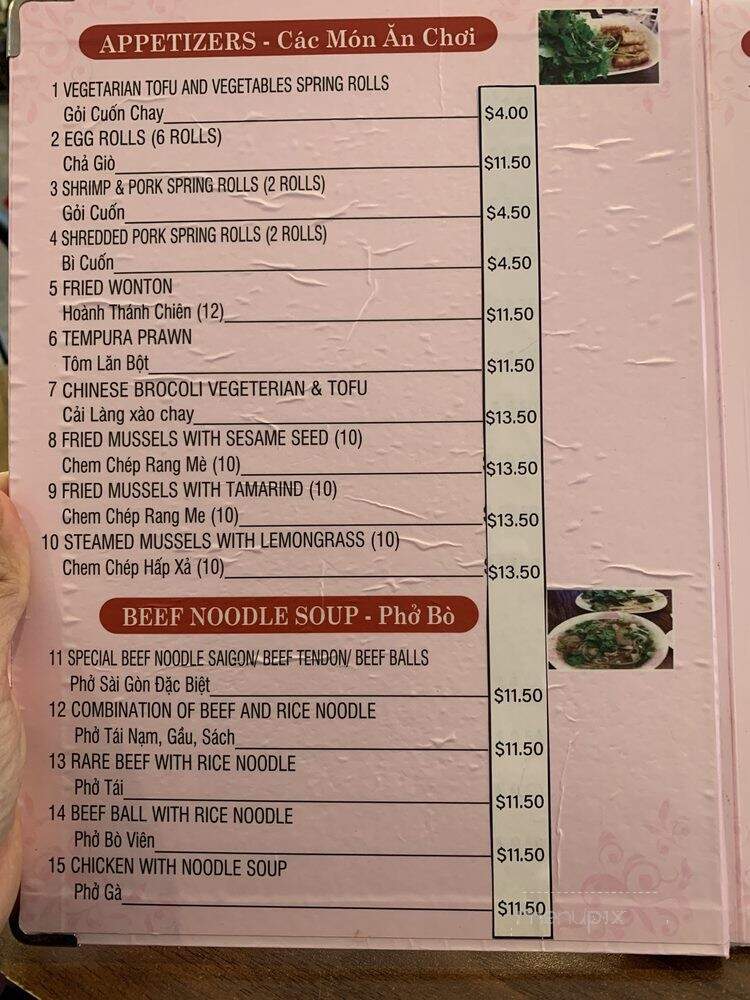 APPETIZERS - Các Món Ăn Chơi
1 VEGETARIAN TOFU AND VEGETABLES SPRING ROLLS
Gỏi Cuốn Chay $4.00
2 EGG ROLLS (6 ROLLS)
Chả Giò $11.50
3 SHRIMP & PORK SPRING ROLLS (2 ROLLS)
Gỏi Cuốn $4.50
4 SHREDDED PORK SPRING ROLLS (2 ROLLS)
Bì Cuốn $4.50
5 FRIED WONTON
Hoành Thánh Chiên (12) $11.50
6 TEMPURA PRAWN
Tôm Lăn Bột $11.50
7 CHINESE BROCOLI VEGETERIAN & TOFU
Cải Làng xào chay $13.50
8 FRIED MUSSELS WITH SESAME SEED (10)
Chem Chép Rang Mè (10) $13.50
9 FRIED MUSSELS WITH TAMARIND (10)
Chem Chép Rang Me (10) $13.50
10 STEAMED MUSSELS WITH LEMONGRASS (10)
Chem Chép Hấp Xả (10) $13.50
BEEF NOODLE SOUP - Phở Bò
11 SPECIAL BEEF NOODLE SAIGON/ BEEF TENDON/ BEEF BALLS
Phở Sài Gòn Đặc Biệt $11.50
12 COMBINATION OF BEEF AND RICE NOODLE
Phở Tái Nạm, Gầu, Sách $11.50
13 RARE BEEF WITH RICE NOODLE
Phở Tái $11.50
14 BEEF BALL WITH RICE NOODLE
Phở Bò Viên $11.50
15 CHICKEN WITH NOODLE SOUP
Phở Gà $11.50
menupix